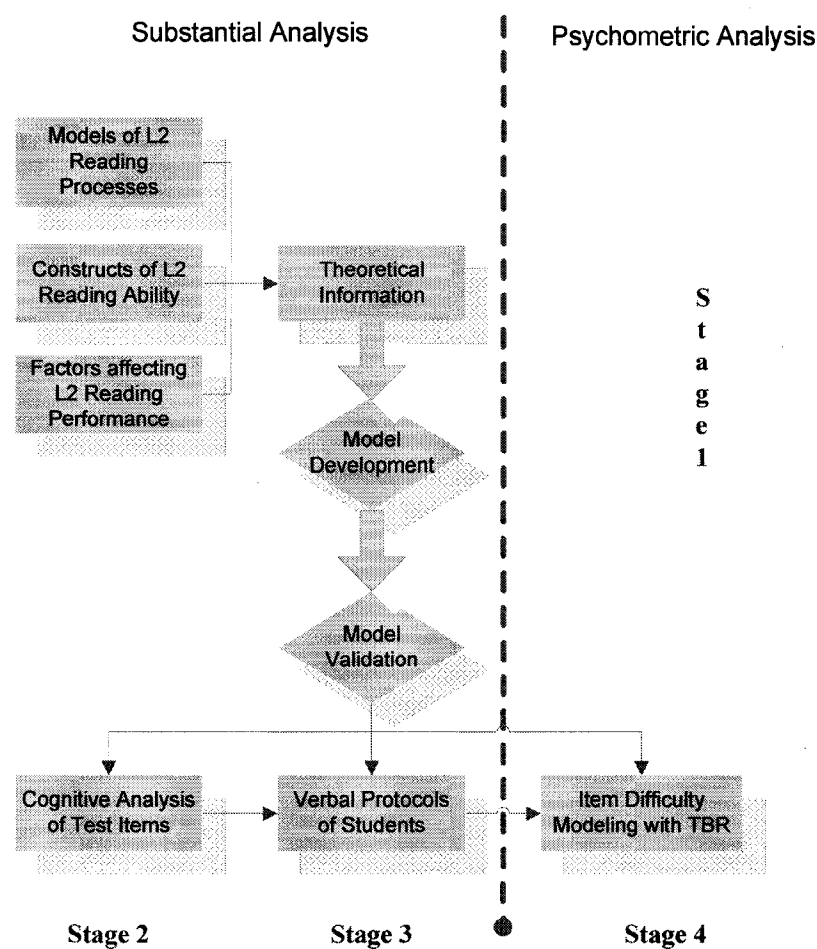 Substantial Analysis
Psychometric Analysis
Models of L2
Reading
Processes
Constructs of L2
Reading Ability
Theoretical
Information
Factors affecting
L2 Reading
Performance
S
t
a
g
e
1
Model
Development
Model
Validation
Cognitive Analysis
of Test Items
Verbal Protocols
of Students
Item Difficulty
Modeling with TBR
Stage 2
Stage 3
Stage 4